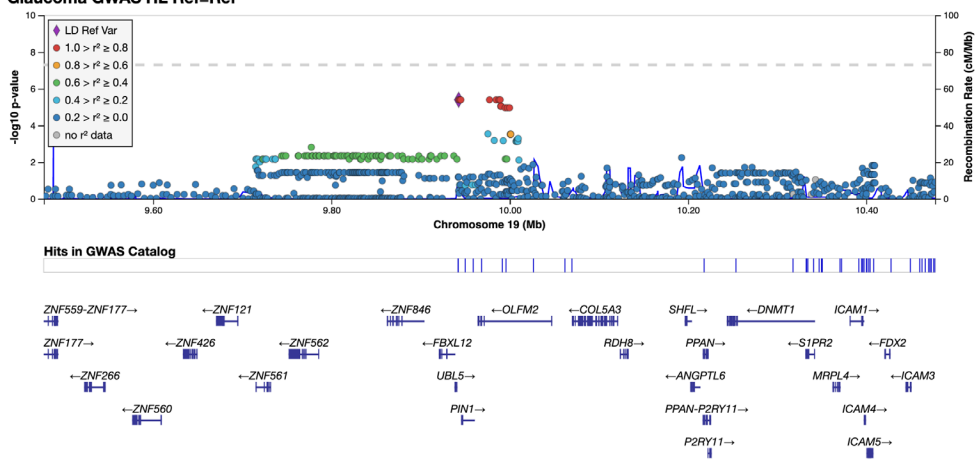 Glaucoma GWAS HL Ref=Ref
10
8
6
4
2
0
-log10 p-value
100
80
60
40
20
0
Recombination Rate (cM/Mb)
LD Ref Var
1.0 > r² ≥ 0.8
0.8 > r² ≥ 0.6
0.6 > r² ≥ 0.4
0.4 > r² ≥ 0.2
0.2 > r² ≥ 0.0
no r² data
9.60 9.80 10.00 10.20 10.40
Chromosome 19 (Mb)
Hits in GWAS Catalog
ZNF559-ZNF177→ ←ZNF121 ←ZNF846 ←OLFM2 ←COL5A3 SHFL→ ←DNMT1 ICAM1→
ZNF177→ ←ZNF426 ←ZNF562 ←FBXL12 RDH8→ PPAN→ ←S1PR2 ←FDX2
←ZNF266 ←ZNF561 UBL5→ ←ANGPTL6 MRPL4→ ←ICAM3
←ZNF560 PIN1→ PPAN-P2RY11→ ICAM4→
P2RY11→ ICAM5→